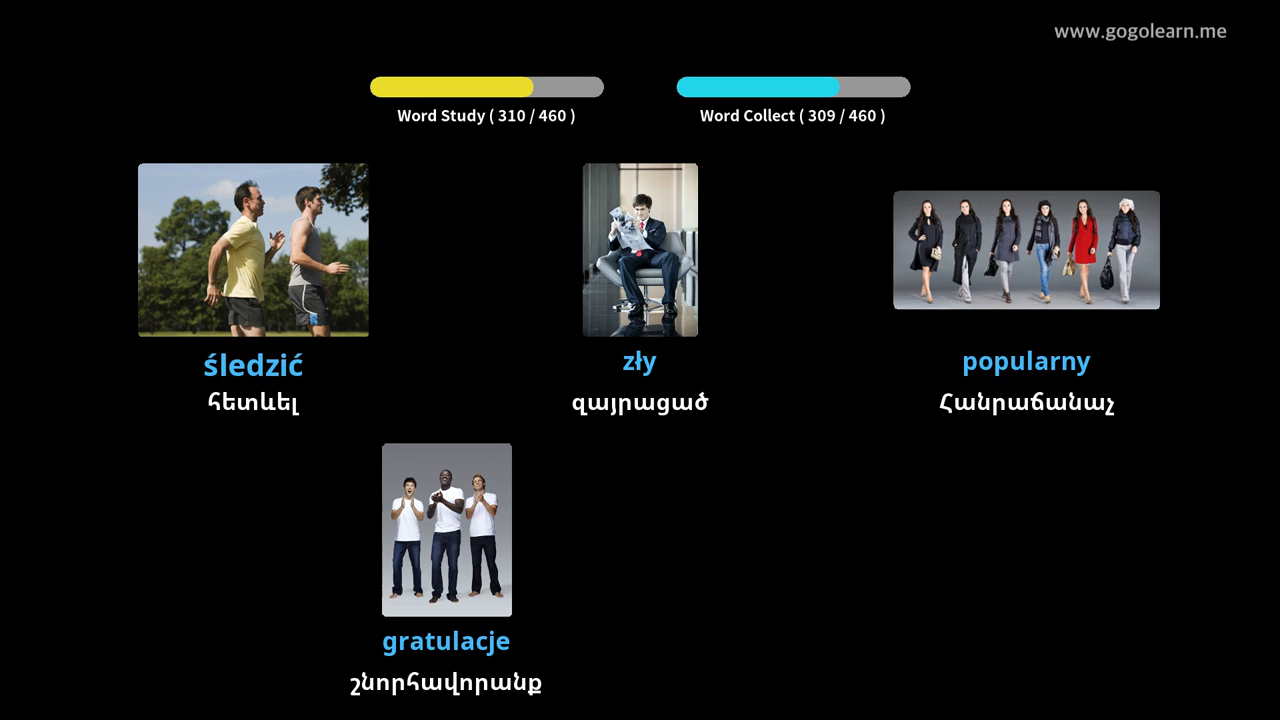 www.gogolearn.me
Word Study ( 310 / 460 )
Word Collect ( 309 / 460 )
śledzić
հետևել
zły
զայրացած
popularny
Հանրաճանաչ
gratulacje
շնորհավորանք